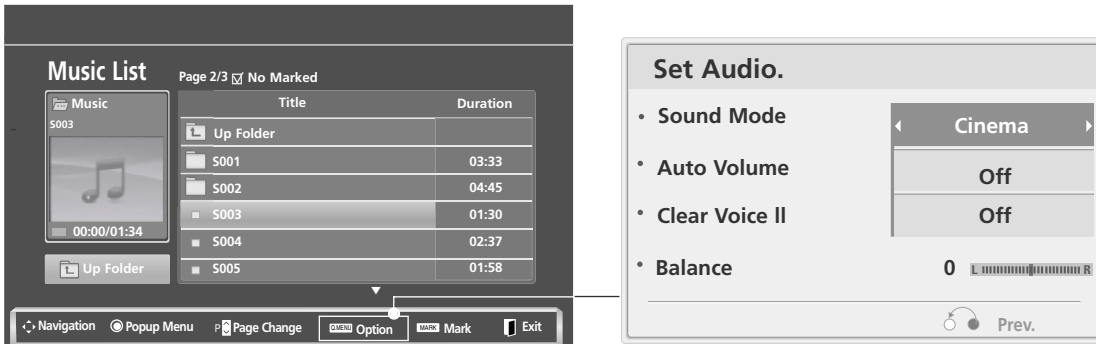 Music List
Page 2/3 ☑ No Marked
Music
S003
00:00/01:34
Up Folder
Title Duration
Up Folder
S001 03:33
S002 04:45
S003 01:30
S004 02:37
S005 01:58
Navigation Popup Menu P Page Change Q.MENU Option MARK Mark Exit
Set Audio.
• Sound Mode Cinema
• Auto Volume Off
• Clear Voice ll Off
• Balance 0 L R
Prev.